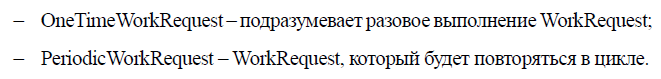 – OneTimeWorkRequest – подразумевает разовое выполнение WorkRequest;
– PeriodicWorkRequest – WorkRequest, который будет повторяться в цикле.